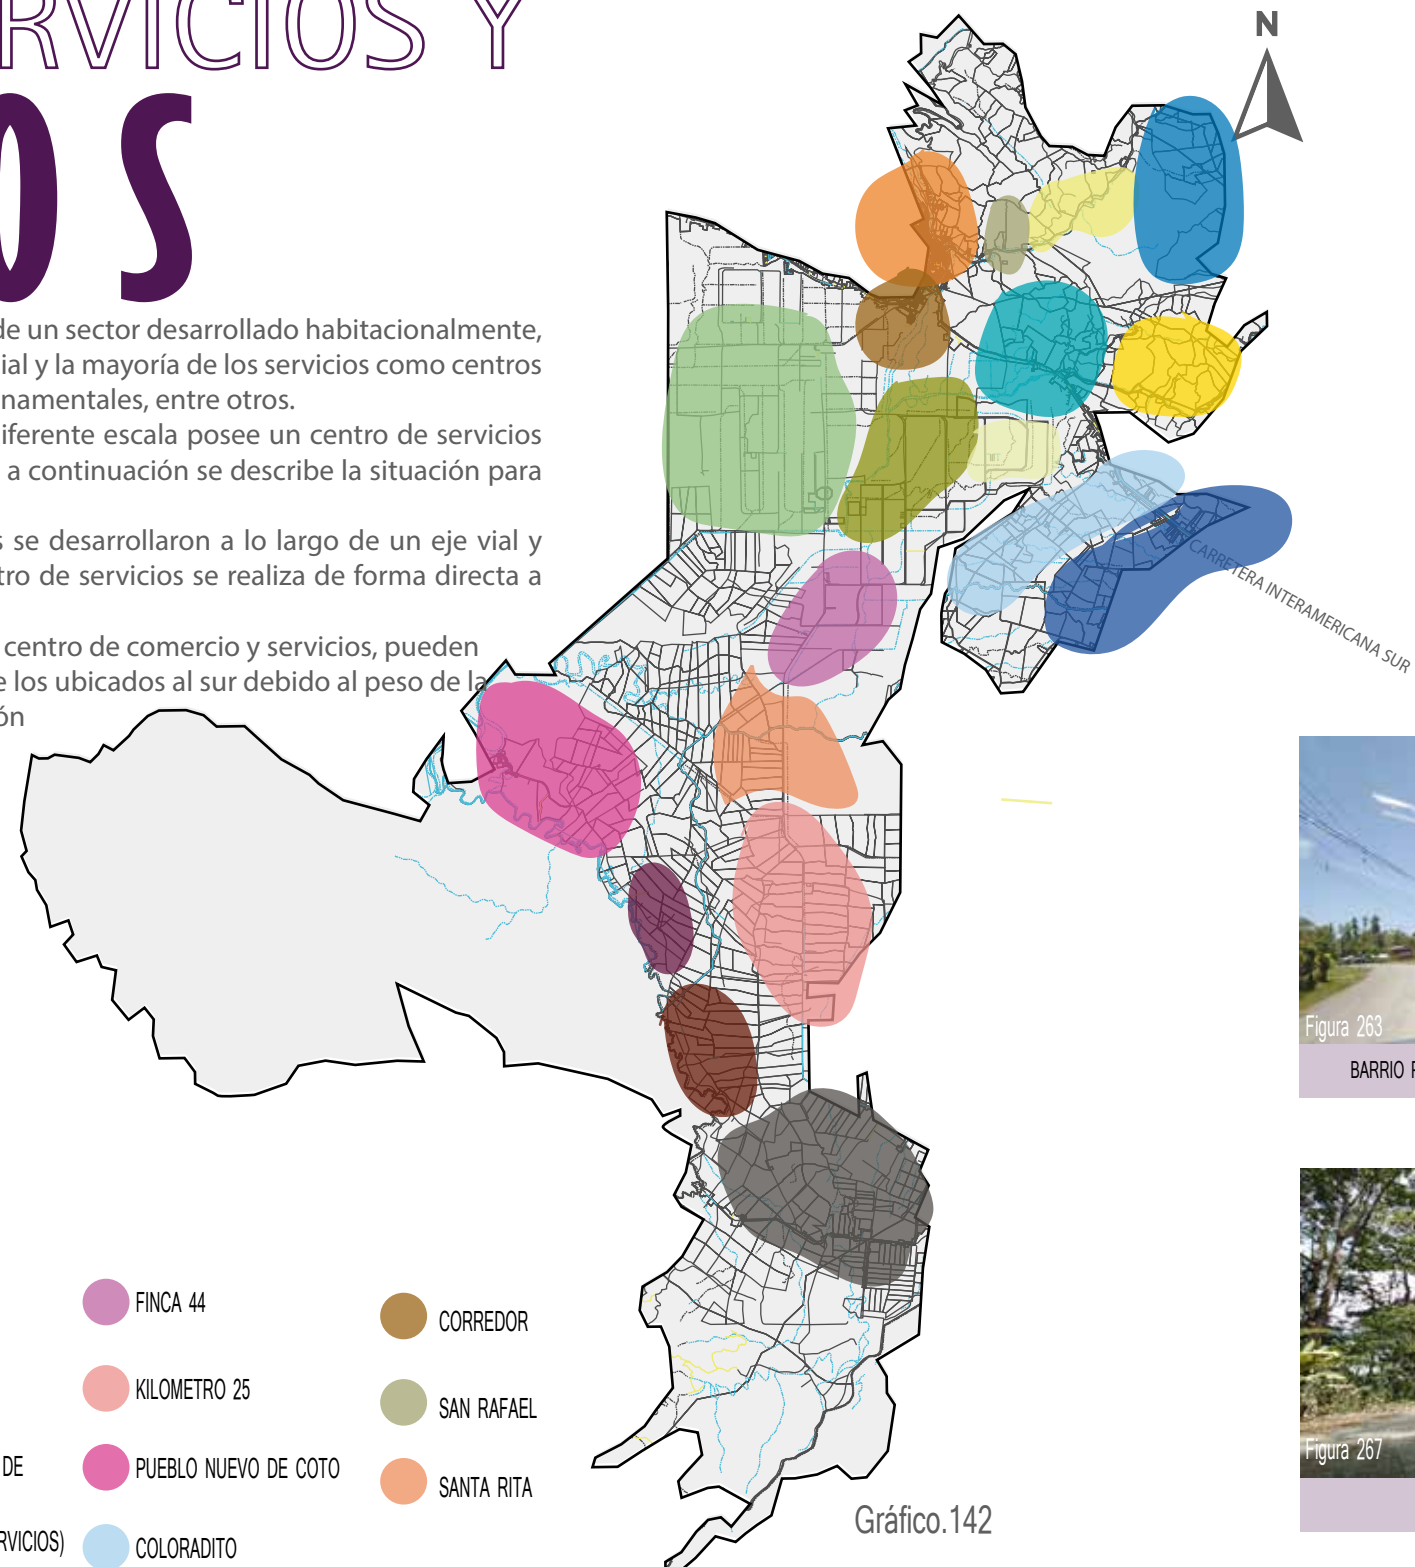 RVICIOS Y
OS
de un sector desarrollado habitacionalmente,
ial y la mayoría de los servicios como centros
namentales, entre otros.
iferente escala posee un centro de servicios
a continuación se describe la situación para
s se desarrollaron a lo largo de un eje vial y
tro de servicios se realiza de forma directa a
centro de comercio y servicios, pueden
e los ubicados al sur debido al peso de la
ón
N
CARRETERA INTERAMERICANA SUR
Figura 263
BARRIO
Figura 267
FINCA 44
KILOMETRO 25
DE
PUEBLO NUEVO DE COTO
RVICIOS)
COLORADITO
CORREDOR
SAN RAFAEL
SANTA RITA
Gráfico.142